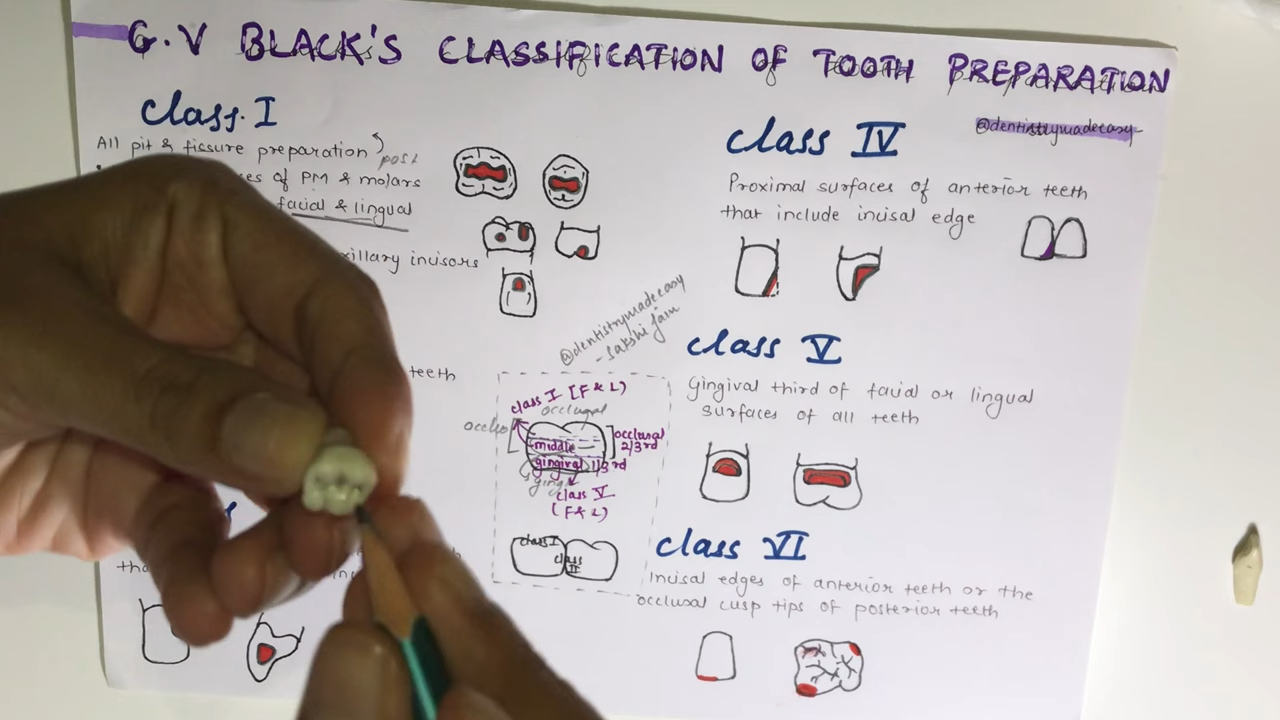 G.V BLACK'S CLASSIFICATION OF TOOTH PREPARATION
@dentistrymadeeasy
Class.I
All pit & fissure preparation
post
es of PM & molars
facial & lingual
xillary incisors
teeth
@dentistrymadeeasy
-Sakshi Jain
class I [F & L)
occlusal
occluso
middle
occlusal
2/3rd
gingival 1/3rd
class V
(F & L)
class I
class
II
Class IV
Proximal surfaces of anterior teeth
that include incisal edge
Class V
Gingival third of facial or lingual
surfaces of all teeth
Class VI
Incisal edges of anterior teeth or the
occlusal cusp tips of posterior teeth